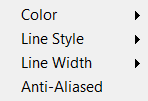 Color
Line Style
Line Width
Anti-Aliased